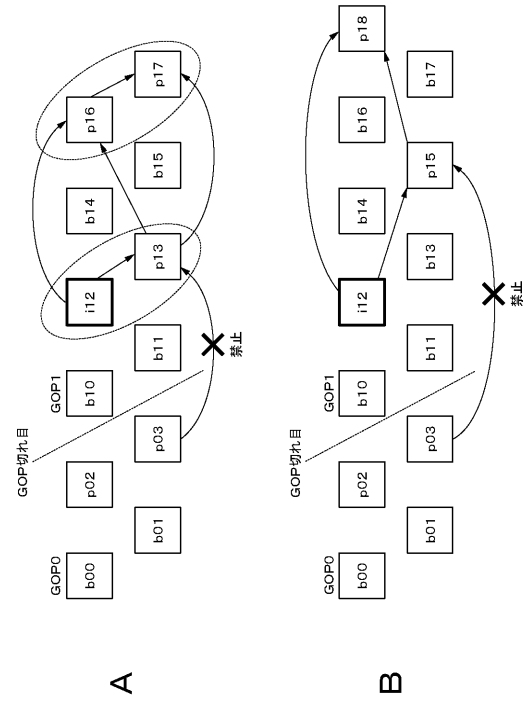 A
GOP0
GOP切れ目
GOP1
b00
p02
b10
i12
b14
p16
b01
p03
b11
p13
b15
p17
禁止
B
GOP0
GOP切れ目
GOP1
b00
p02
b10
i12
b14
b16
p18
b01
p03
b11
b13
p15
b17
禁止